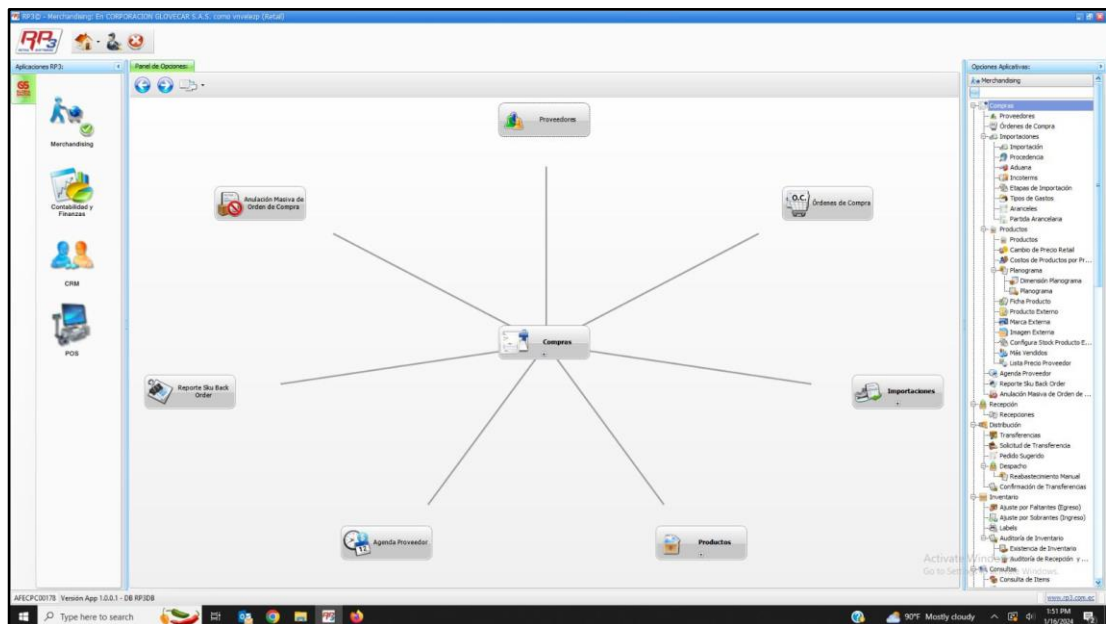 RP3© - Merchandising: En CORPORACION GLOVECAR S.A.S. como vnvelxp (Retail)
RP3
Aplicaciones RP3:
Panel de Opciones:
Opciones Aplicativas:
GS
Merchandising
Contabilidad y
Finanzas
CRM
POS
Proveedores
Anulación Masiva de
Orden de Compra
O.C.
Órdenes de Compra
Compras
Reporte Sku Back
Order
Importaciones
Agenda Proveedor
12
Productos
Merchandising
Compras
Proveedores
Órdenes de Compra
Importaciones
Importación
Procedencia
Aduana
Incoterms
Etapas de Importación
Tipos de Gastos
Aranceles
Partida Arancelaria
Productos
Productos
Cambio de Precio Retail
Costos de Productos por Pr...
Planograma
Dimensión Planograma
Planograma
Ficha Producto
Producto Externo
Marca Externa
Imagen Externa
Configura Stock Producto E...
Más Vendidos
Lista Precio Proveedor
Agenda Proveedor
Reporte Sku Back Order
Anulación Masiva de Orden de ...
Recepción
Recepciones
Distribución
Transferencias
Solicitud de Transferencia
Pedido Sugerido
Despacho
Reabastecimiento Manual
Confirmación de Transferencias
Inventario
Ajuste por Faltantes (Egreso)
Ajuste por Sobrantes (Ingreso)
Labels
Auditoría de Inventario
Existencia de Inventario
Auditoría de Recepción y ...
Consultas
Consulta de Items
Activate Windows
Go to Settings to activate Windows.
AFECPC00178 Versión App 1.0.0.1 - DB RP3DB
www.rp3.com.ec
Type here to search
90°F Mostly cloudy
1:51 PM
1/16/2024